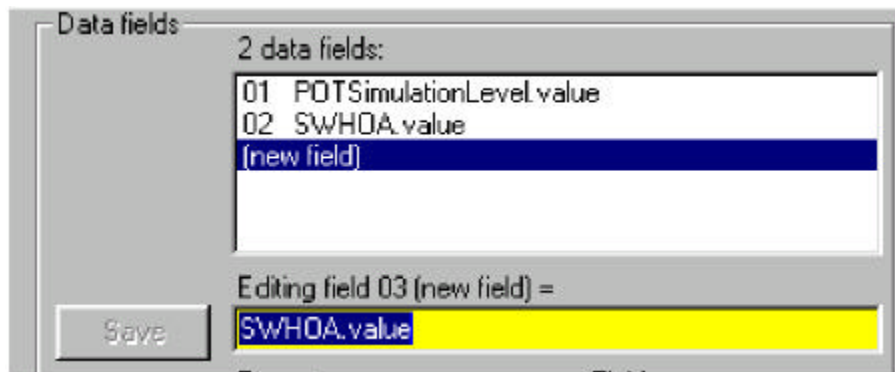 Data fields
2 data fields:
01 POTSimulationLevel.value
02 SWHOA.value
(new field)
Editing field 03 (new field) =
Save
SWHOA.value